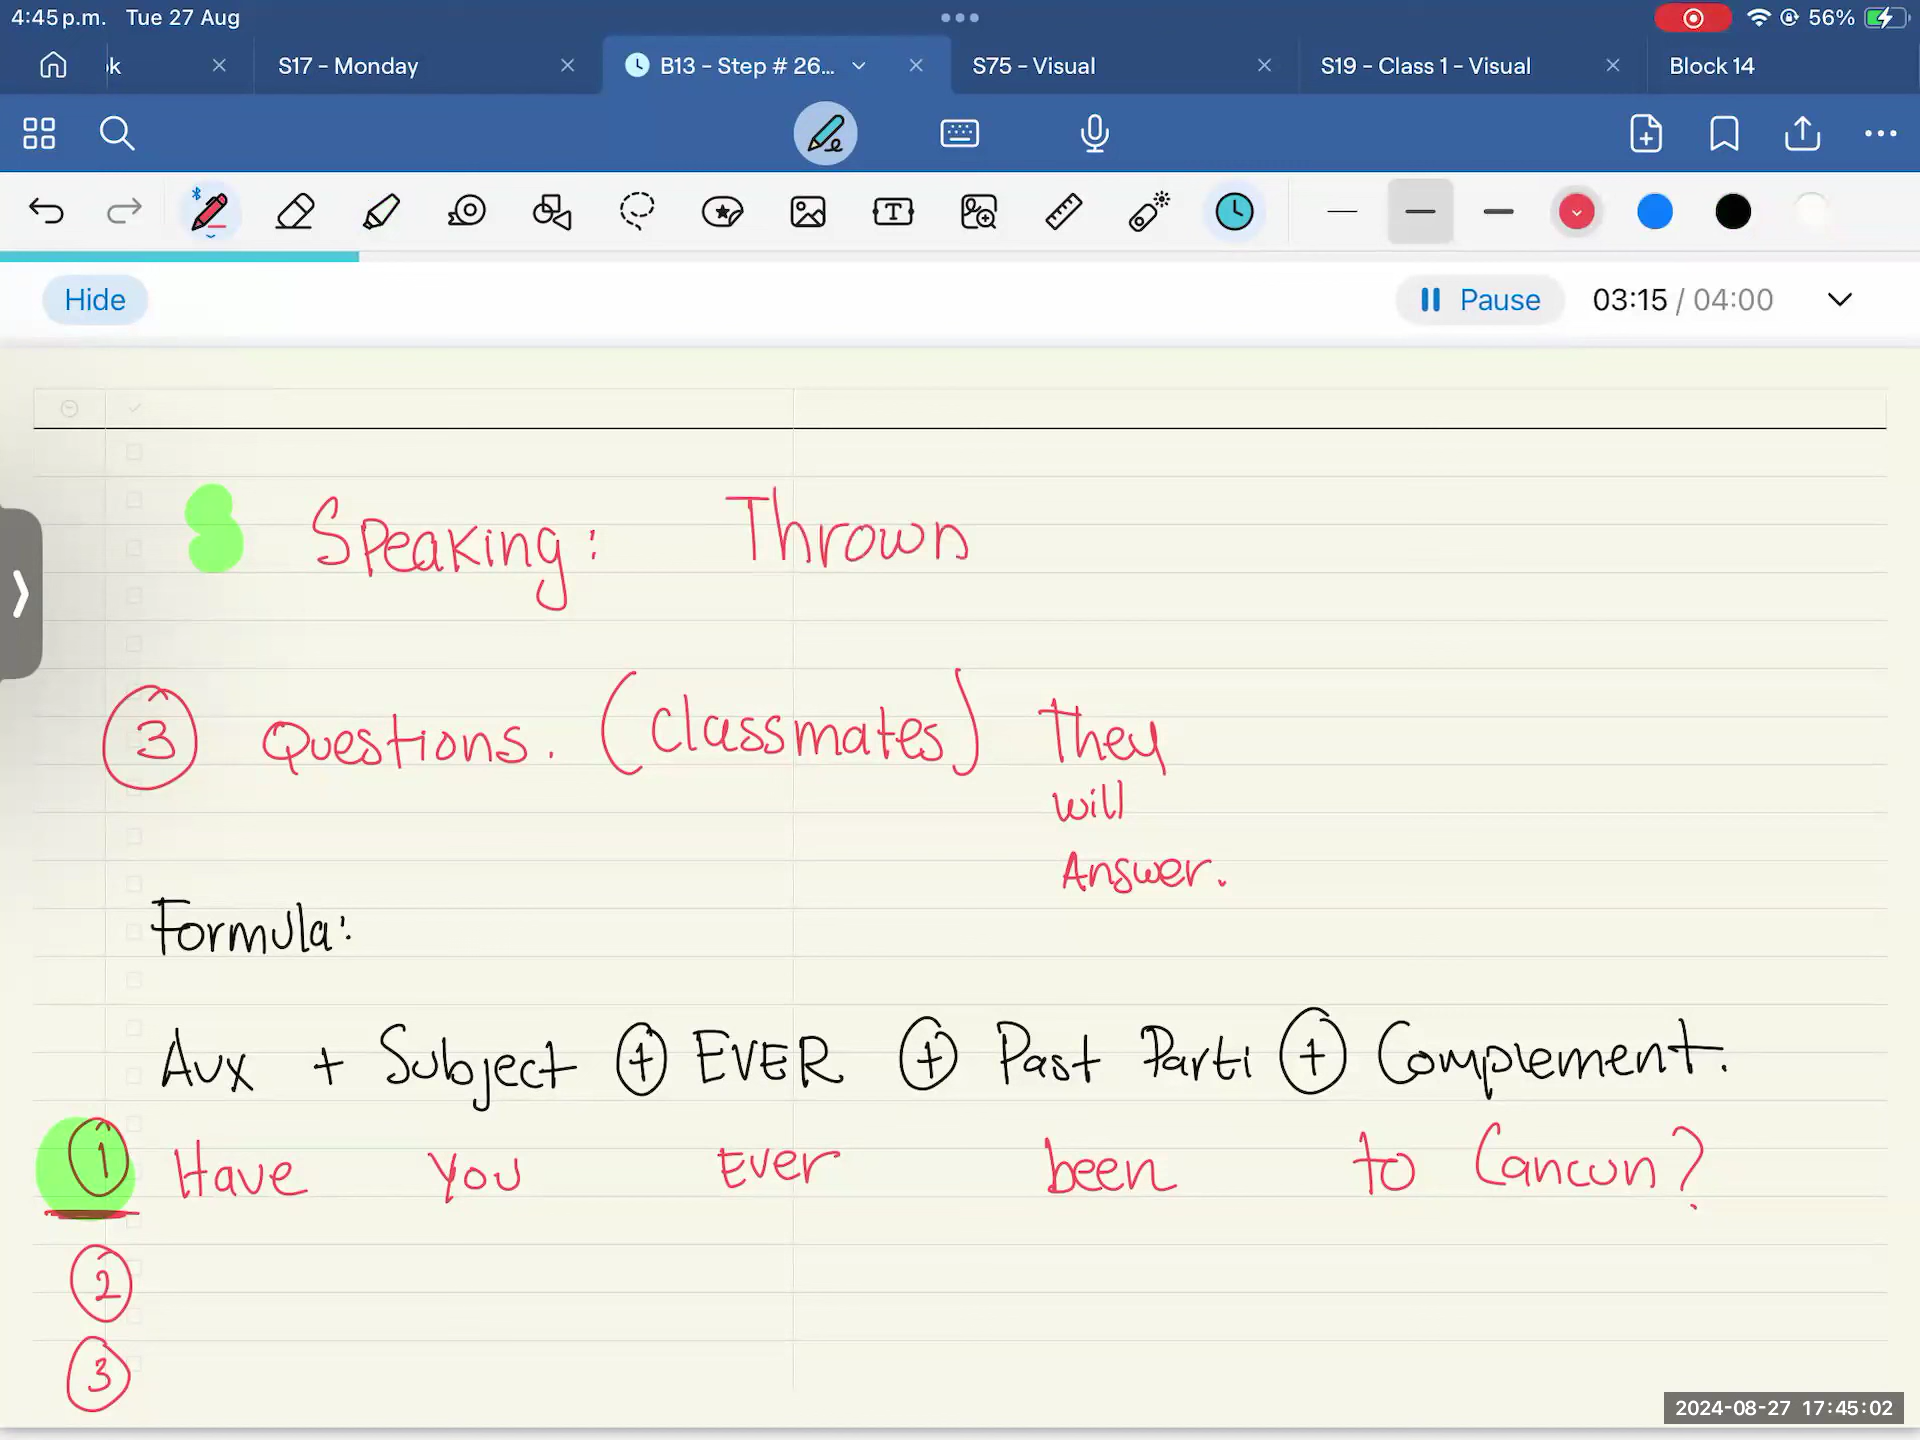 4:45 p.m. Tue 27 Aug 56%
k S17 - Monday B13 - Step # 26... S75 - Visual S19 - Class 1 - Visual Block 14
Hide Pause 03:15 / 04:00
Speaking: Thrown
3 Questions. (Classmates) They
will
Answer.
Formula:
Aux + Subject + EVER + Past Parti + Complement.
1 Have You Ever been to Cancun?
2
3
2024-08-27 17:45:02